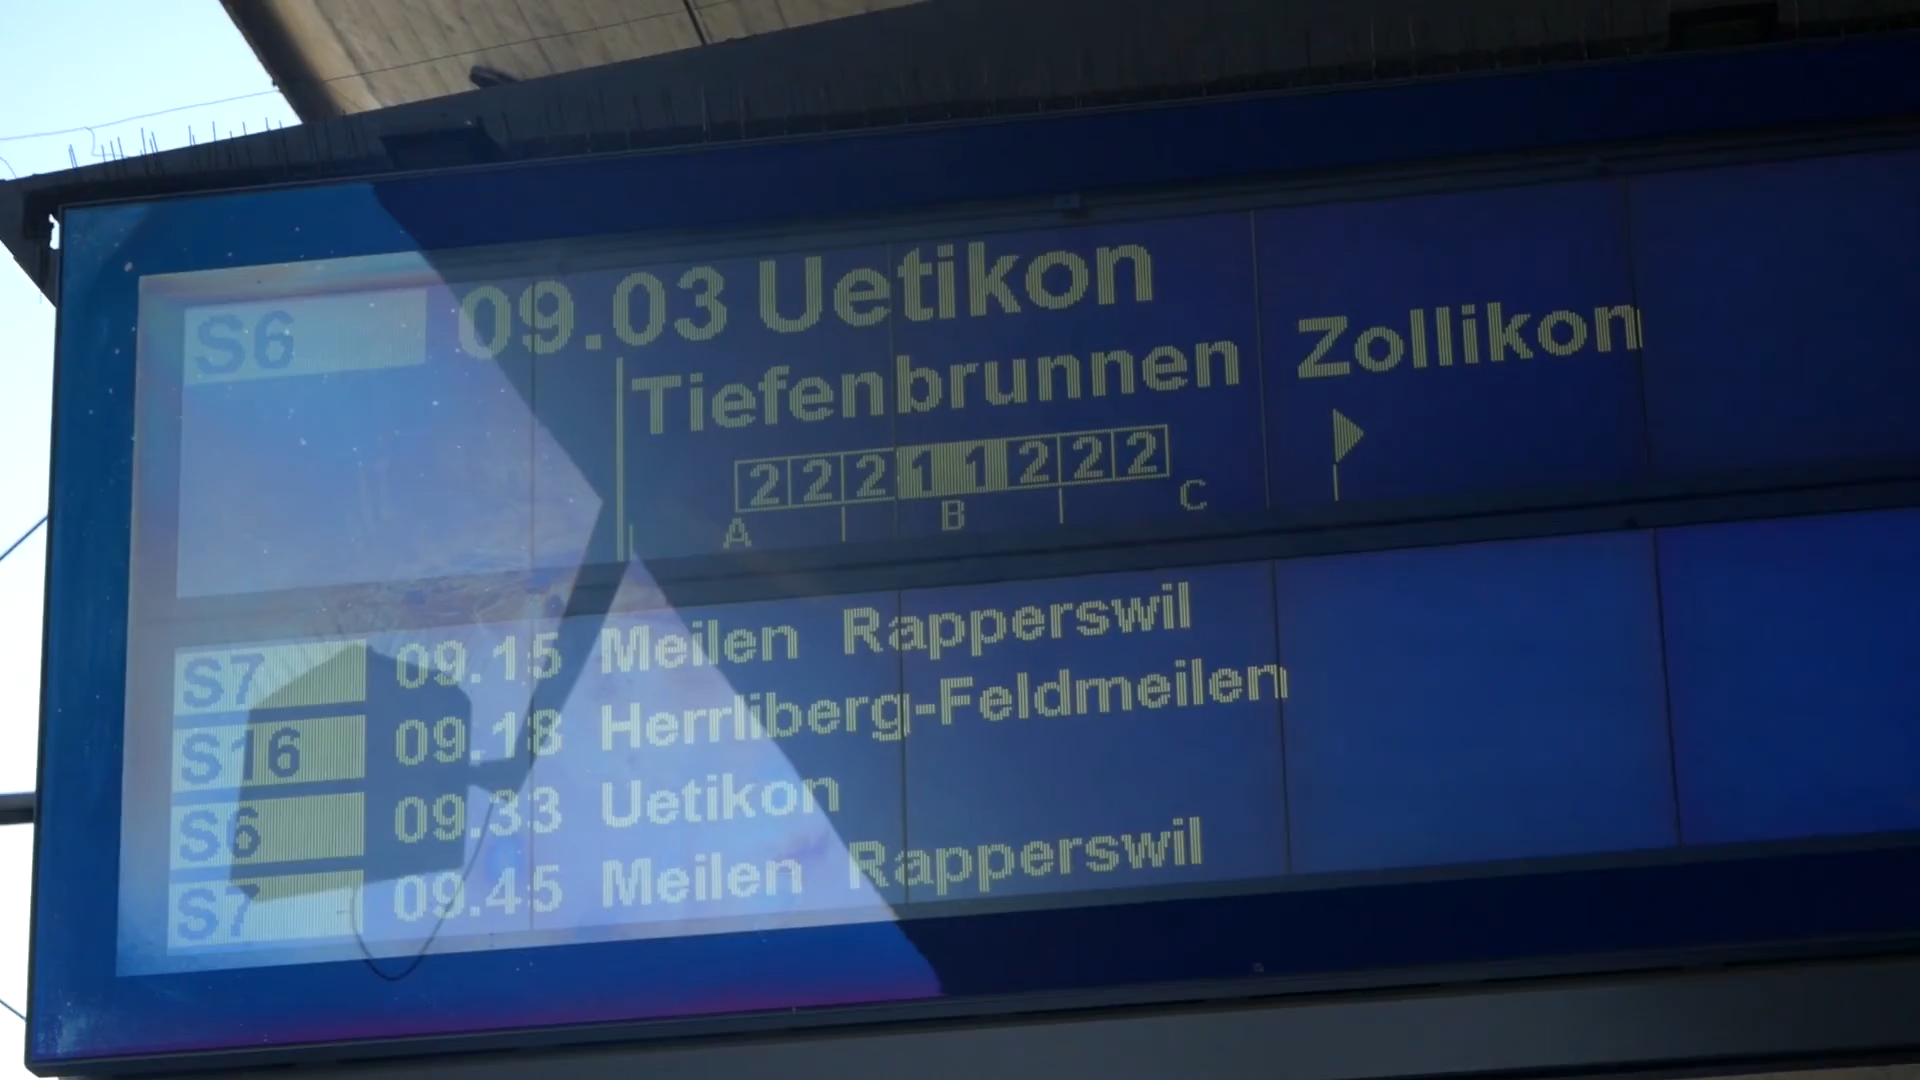 S6 09.03 Uetikon
Tiefenbrunnen Zollikon
2 2 2 1 1 2 2 2
A B C
S7 09.15 Meilen Rapperswil
S16 09.18 Herrliberg-Feldmeilen
S6 09.33 Uetikon
S7 09.45 Meilen Rapperswil